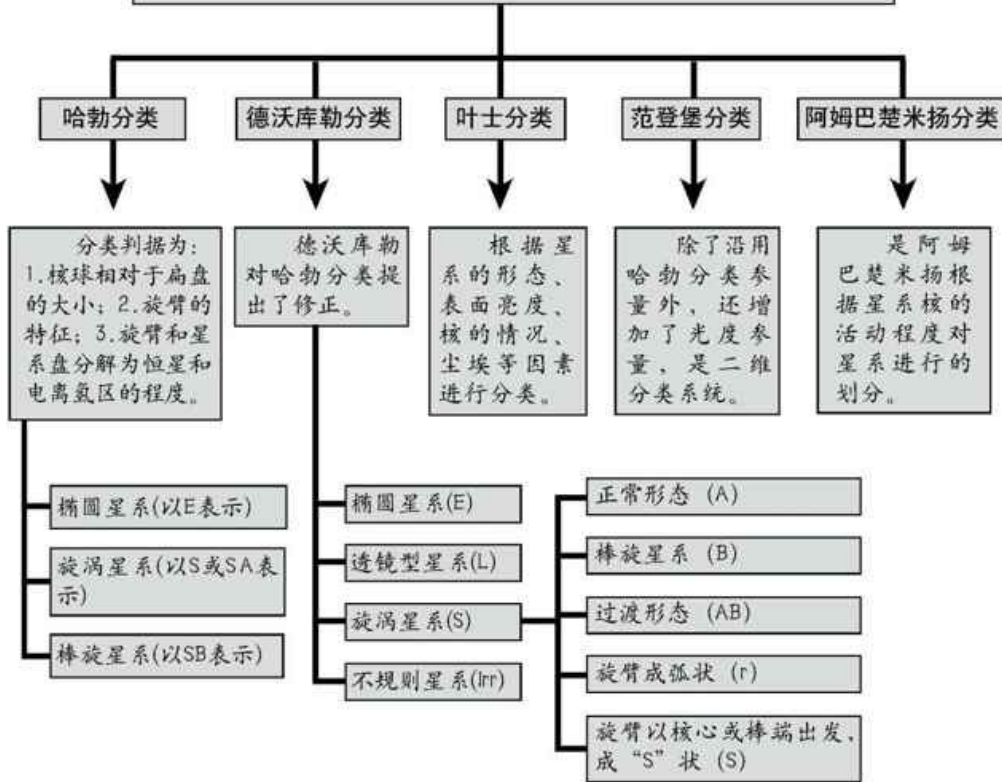 哈勃分类
德沃库勒分类
叶士分类
范登堡分类
阿姆巴楚米扬分类
分类判据为：
1.核球相对于扁盘
的大小；2.旋臂的
特征；3.旋臂和星
系盘分解为恒星和
电离氢区的程度。
德沃库勒
对哈勃分类提
出了修正。
根据星
系的形态、
表面亮度、
核的情况、
尘埃等因素
进行分类。
除了沿用
哈勃分类参
量外，还增
加了光度参
量，是二维
分类系统。
是阿姆
巴楚米扬根
据星系核的
活动程度对
星系进行的
划分。
椭圆星系(以E表示)
旋涡星系(以S或SA表
示)
棒旋星系(以SB表示)
椭圆星系(E)
透镜型星系(L)
旋涡星系(S)
不规则星系(Irr)
正常形态 (A)
棒旋星系 (B)
过渡形态 (AB)
旋臂成弧状 (r)
旋臂以核心或棒端出发，
成“S”状 (S)